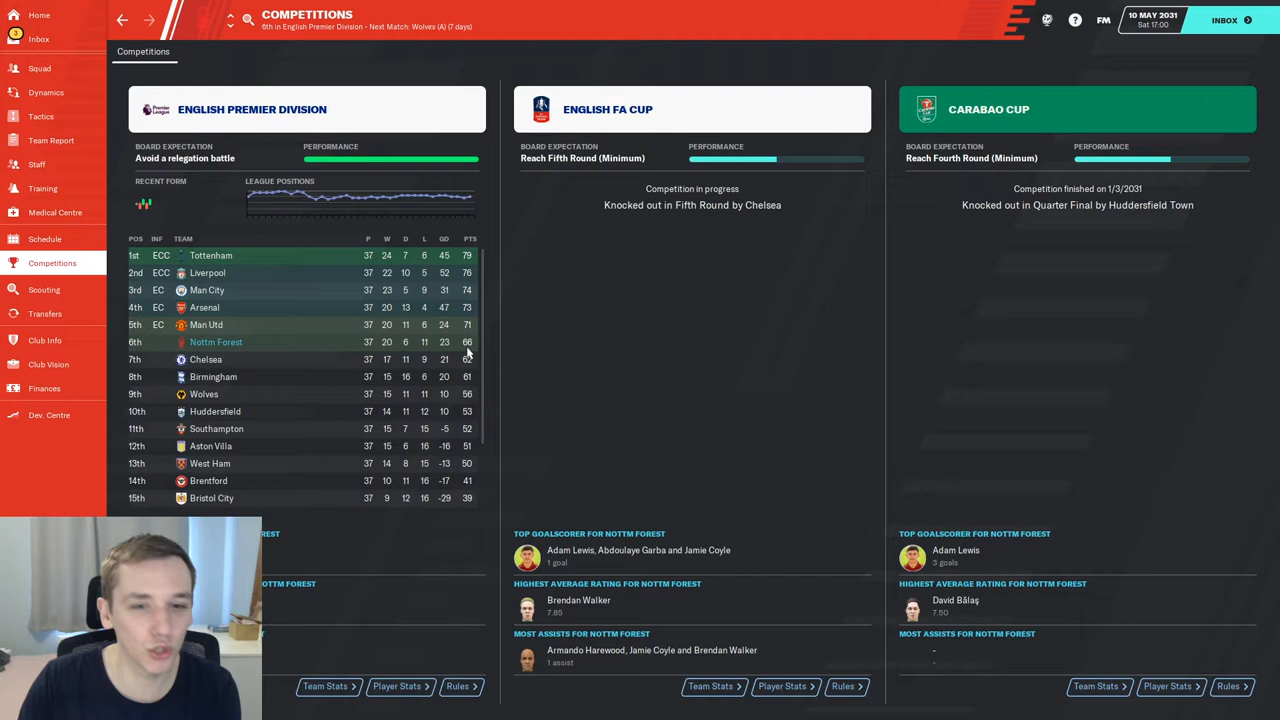 Home
3
Inbox
Squad
Dynamics
Tactics
Team Report
Staff
Training
Medical Centre
Schedule
Competitions
Scouting
Transfers
Club Info
Club Vision
Finances
Dev. Centre
COMPETITIONS
6th in English Premier Division - Next Match: Wolves (A) (7 days)
?
FM
10 MAY 2031
Sat 17:00
INBOX
Competitions
ENGLISH PREMIER DIVISION
BOARD EXPECTATION PERFORMANCE
Avoid a relegation battle
RECENT FORM LEAGUE POSITIONS
POS INF TEAM P W D L GD PTS
1st ECC Tottenham 37 24 7 6 45 79
2nd ECC Liverpool 37 22 10 5 52 76
3rd EC Man City 37 23 5 9 31 74
4th EC Arsenal 37 20 13 4 47 73
5th EC Man Utd 37 20 11 6 24 71
6th Nottm Forest 37 20 6 11 23 66
7th Chelsea 37 17 11 9 21 62
8th Birmingham 37 15 16 6 20 61
9th Wolves 37 15 11 11 10 56
10th Huddersfield 37 14 11 12 10 53
11th Southampton 37 15 7 15 -5 52
12th Aston Villa 37 15 6 16 -16 51
13th West Ham 37 14 8 15 -13 50
14th Brentford 37 10 11 16 -17 41
15th Bristol City 37 9 12 16 -29 39
OREST
NOTTM FOREST
Team Stats Player Stats Rules
ENGLISH FA CUP
BOARD EXPECTATION PERFORMANCE
Reach Fifth Round (Minimum)
Competition in progress
Knocked out in Fifth Round by Chelsea
TOP GOALSCORER FOR NOTTM FOREST
Adam Lewis, Abdoulaye Garba and Jamie Coyle
1 goal
HIGHEST AVERAGE RATING FOR NOTTM FOREST
Brendan Walker
7.85
MOST ASSISTS FOR NOTTM FOREST
Armando Harewood, Jamie Coyle and Brendan Walker
1 assist
Team Stats Player Stats Rules
CARABAO CUP
BOARD EXPECTATION PERFORMANCE
Reach Fourth Round (Minimum)
Competition finished on 1/3/2031
Knocked out in Quarter Final by Huddersfield Town
TOP GOALSCORER FOR NOTTM FOREST
Adam Lewis
3 goals
HIGHEST AVERAGE RATING FOR NOTTM FOREST
David Bălaş
7.50
MOST ASSISTS FOR NOTTM FOREST
-
-
Team Stats Player Stats Rules